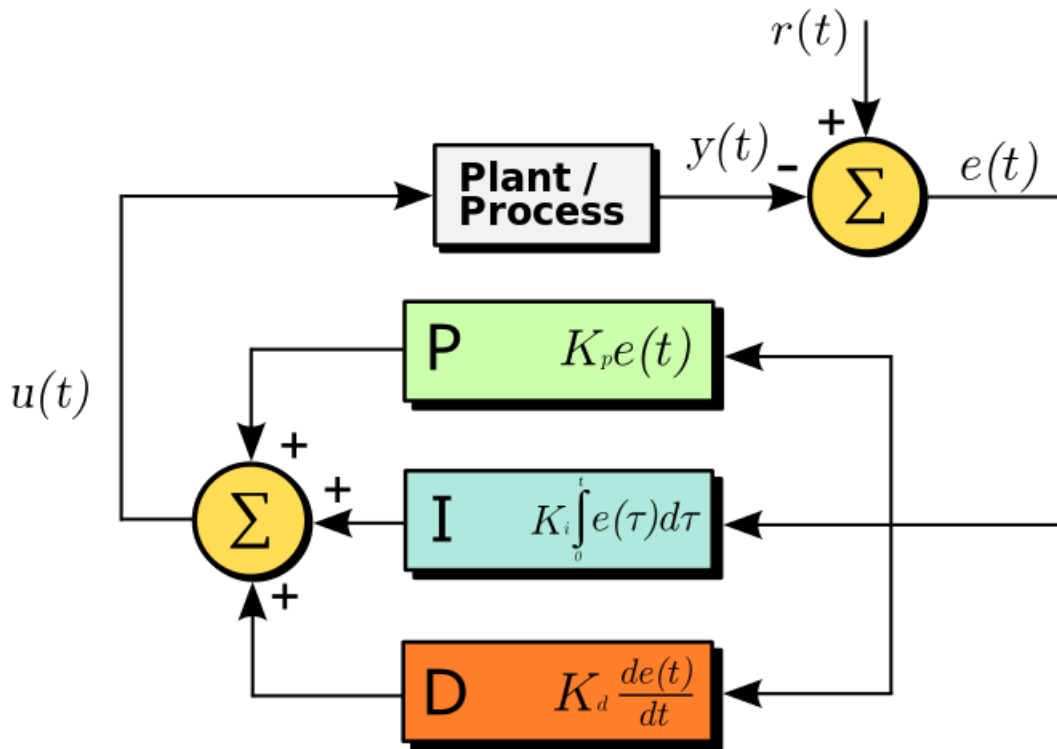 r(t)
+
Plant /
Process
y(t)
-
Σ
e(t)
P K_p e(t)
u(t)
+
Σ
+
I K_i ∫_0^t e(τ)dτ
+
D K_d de(t)/dt